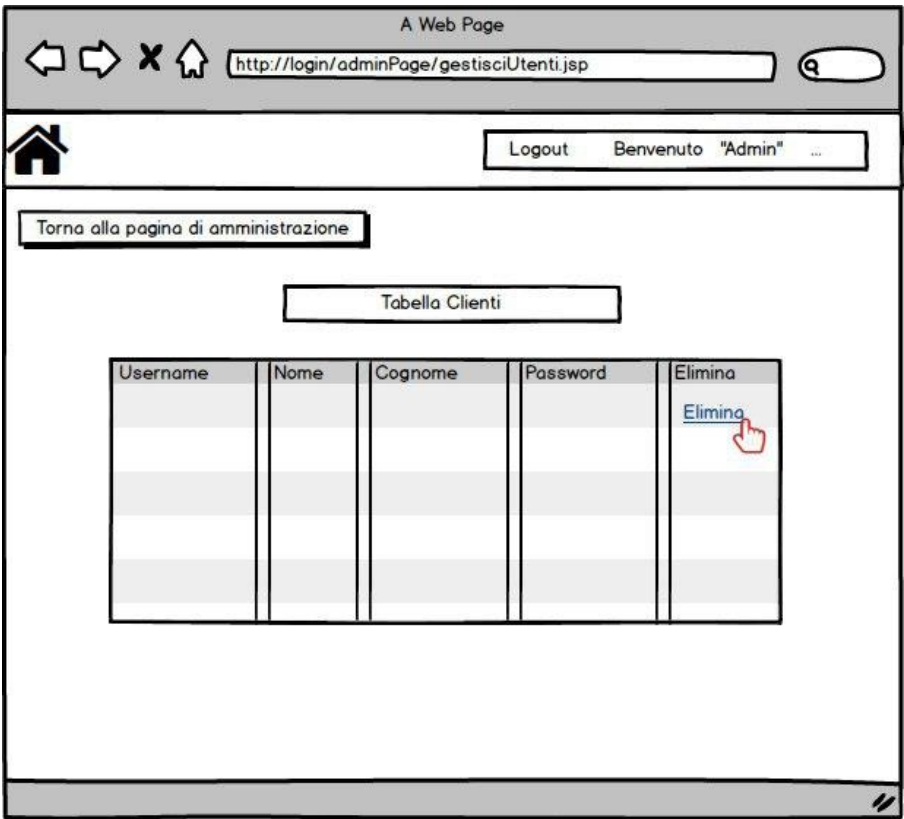 A Web Page
http://login/adminPage/gestisciUtenti.jsp
Logout Benvenuto "Admin" ...
Torna alla pagina di amministrazione
Tabella Clienti
Username Nome Cognome Password Elimina
Elimina